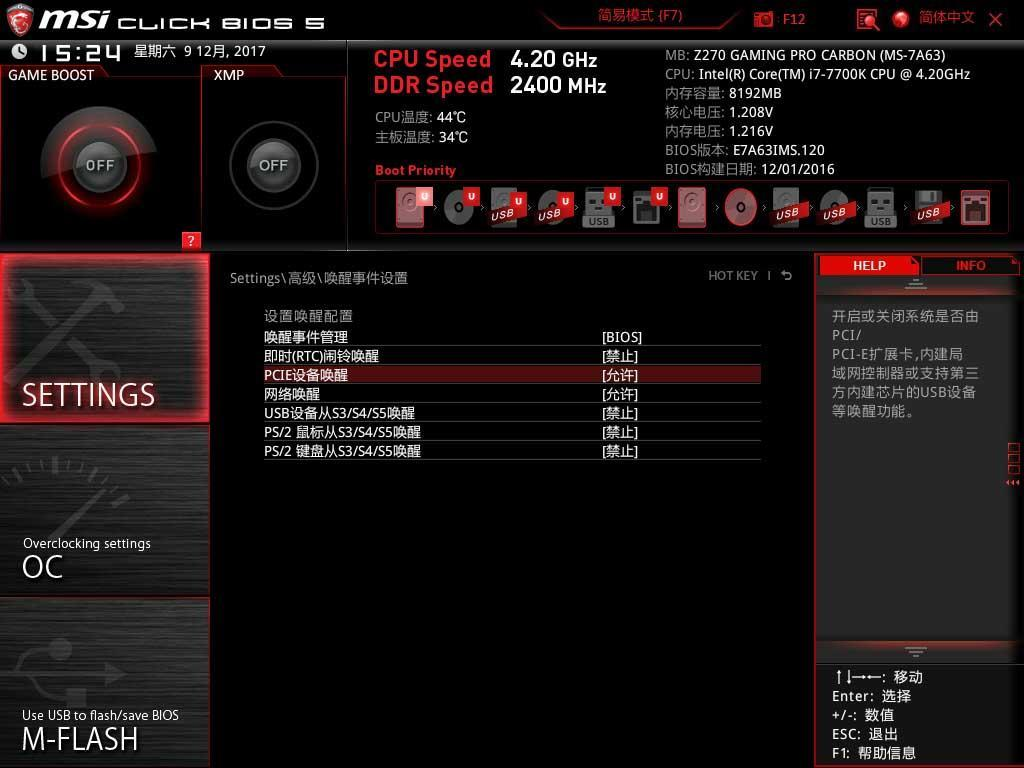 msi CLICK BIOS 5
简易模式 (F7)
F12
简体中文
15:24 星期六 9 12月, 2017
GAME BOOST
XMP
OFF
OFF
?
CPU Speed 4.20 GHz
DDR Speed 2400 MHz
CPU温度: 44℃
主板温度: 34℃
MB: Z270 GAMING PRO CARBON (MS-7A63)
CPU: Intel(R) Core(TM) i7-7700K CPU @ 4.20GHz
内存容量: 8192MB
核心电压: 1.208V
内存电压: 1.216V
BIOS版本: E7A63IMS.120
BIOS构建日期: 12/01/2016
Boot Priority
U U U U U U
USB USB USB USB USB USB USB
SETTINGS
Overclocking settings
OC
Use USB to flash/save BIOS
M-FLASH
Settings\高级\唤醒事件设置
HOT KEY
设置唤醒配置
唤醒事件管理 [BIOS]
即时(RTC)闹铃唤醒 [禁止]
PCIE设备唤醒 [允许]
网络唤醒 [允许]
USB设备从S3/S4/S5唤醒 [禁止]
PS/2 鼠标从S3/S4/S5唤醒 [禁止]
PS/2 键盘从S3/S4/S5唤醒 [禁止]
HELP
INFO
开启或关闭系统是否由
PCI/
PCI-E扩展卡,内建局
域网控制器或支持第三
方内建芯片的USB设备
等唤醒功能。
↑↓→←: 移动
Enter: 选择
+/-: 数值
ESC: 退出
F1: 帮助信息